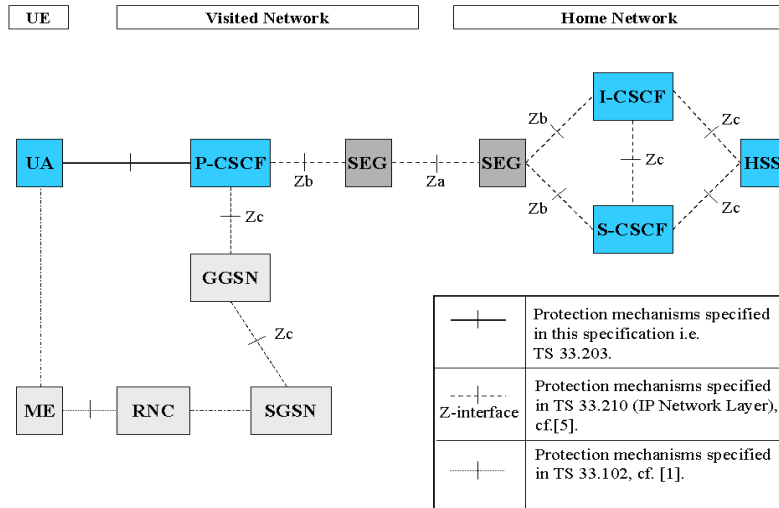 UE
Visited Network
Home Network
I-CSCF
Zb
Zc
UA
P-CSCF
SEG
SEG
Zc
HSS
Zb
Za
Zb
Zc
Zc
S-CSCF
GGSN
Zc
ME
RNC
SGSN
Protection mechanisms specified
in this specification i.e.
TS 33.203.
Z-interface
Protection mechanisms specified
in TS 33.210 (IP Network Layer),
cf.[5].
Protection mechanisms specified
in TS 33.102, cf. [1].